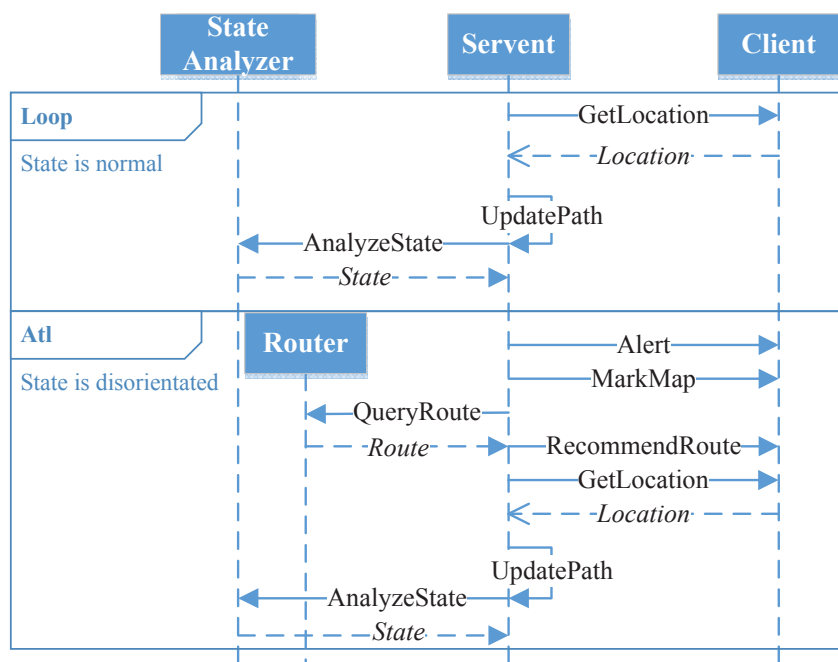 State
Analyzer
Servent
Client
Loop
State is normal
GetLocation
Location
UpdatePath
AnalyzeState
State
Atl
State is disorientated
Router
Alert
MarkMap
QueryRoute
Route
RecommendRoute
GetLocation
Location
UpdatePath
AnalyzeState
State